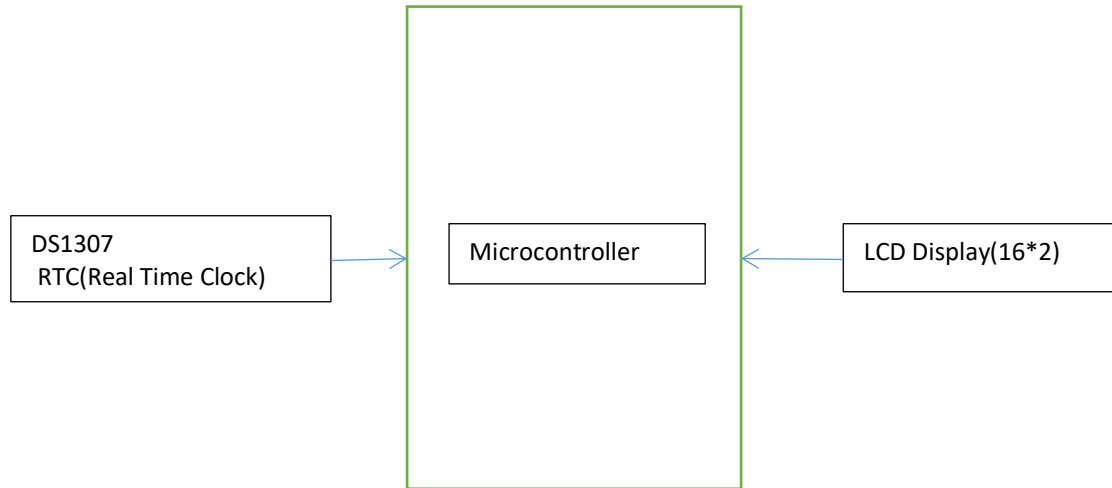 DS1307
RTC(Real Time Clock)
Microcontroller
LCD Display(16*2)